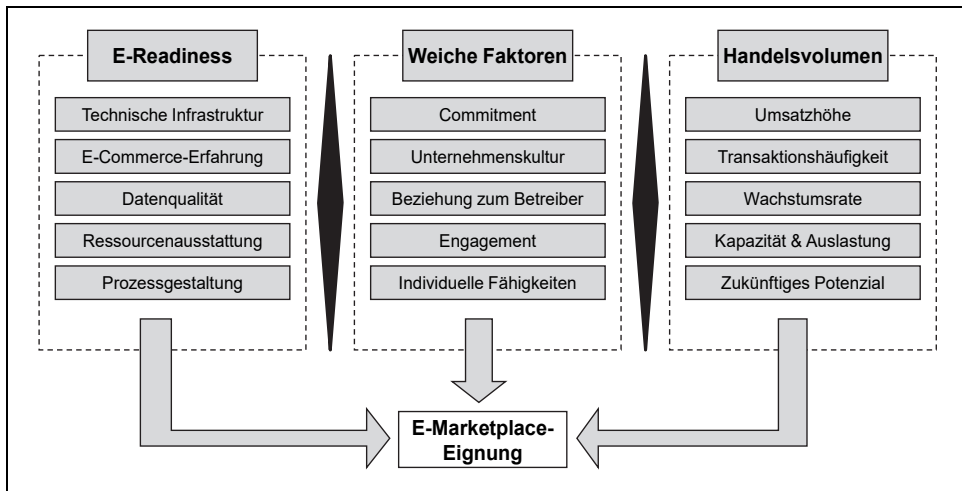 E-Readiness
Technische Infrastruktur
E-Commerce-Erfahrung
Datenqualität
Ressourcenausstattung
Prozessgestaltung
Weiche Faktoren
Commitment
Unternehmenskultur
Beziehung zum Betreiber
Engagement
Individuelle Fähigkeiten
Handelsvolumen
Umsatzhöhe
Transaktionshäufigkeit
Wachstumsrate
Kapazität & Auslastung
Zukünftiges Potenzial
E-Marketplace-
Eignung